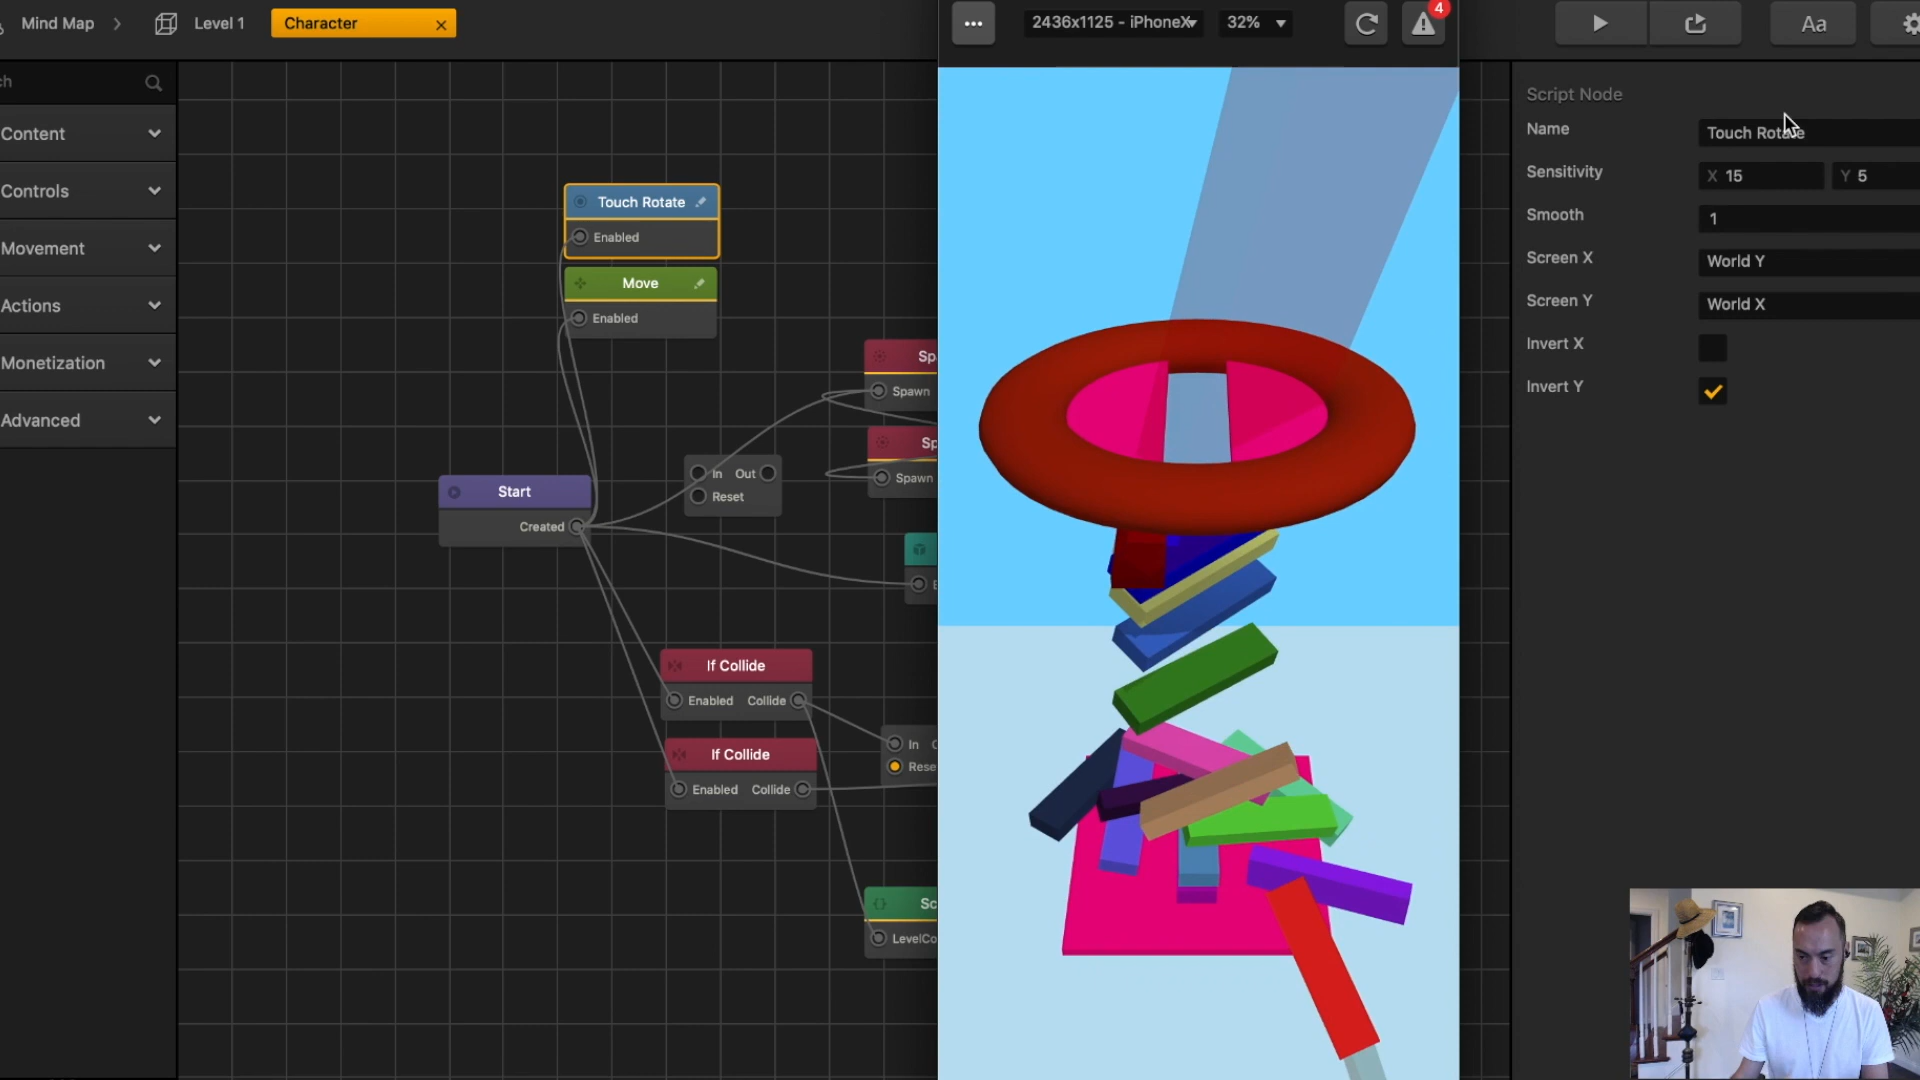 Mind Map
Level 1
Character
2436x1125 - iPhoneX
32%
4
Aa
Content
Controls
Movement
Actions
Monetization
Advanced
Touch Rotate
Enabled
Move
Enabled
Spawn
Spawn
In Out
Reset
Start
Created
If Collide
Enabled Collide
If Collide
Enabled Collide
In
Script Node
Name
Touch Rotate
Sensitivity
X 15
Y 5
Smooth
1
Screen X
World Y
Screen Y
World X
Invert X
Invert Y